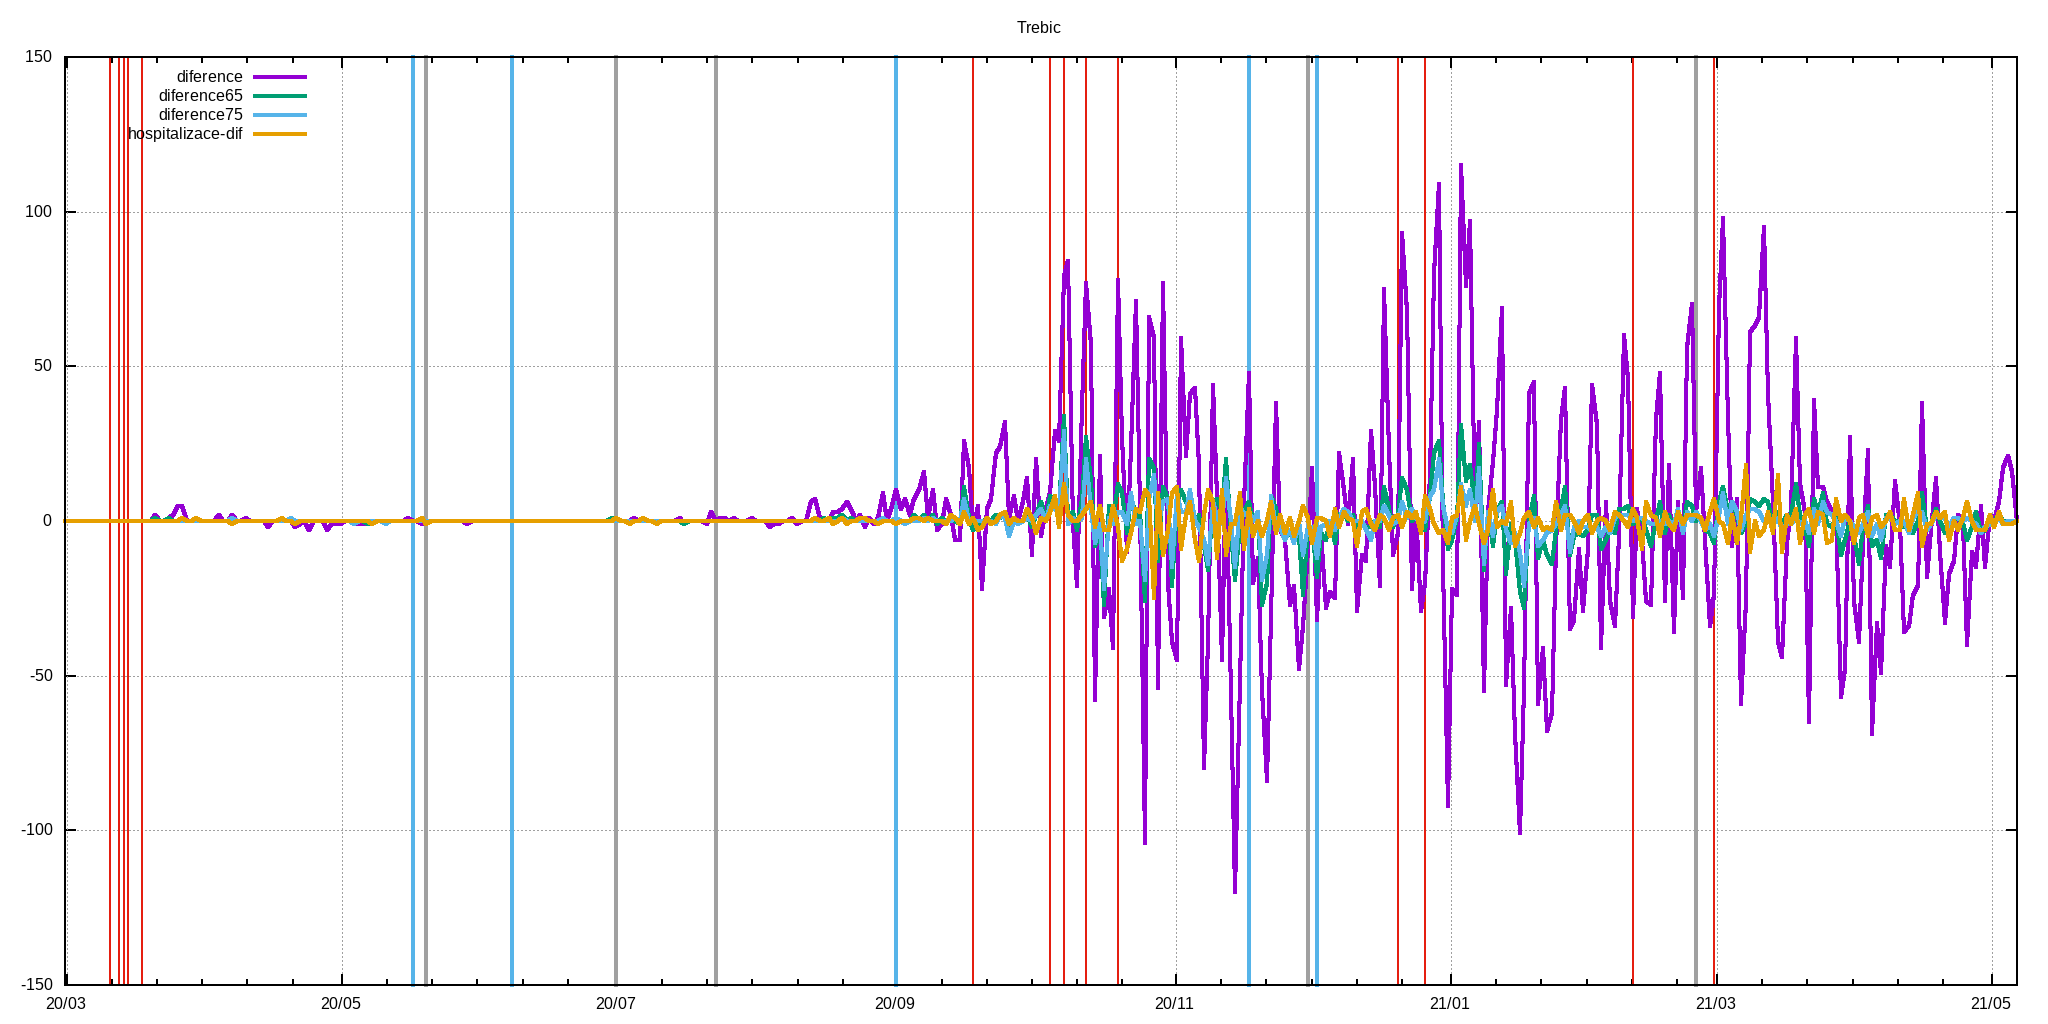 Trebic
150
diference
diference65
diference75
hospitalizace-dif
100
50
0
-50
-100
-150
20/03 20/05 20/07 20/09 20/11 21/01 21/03 21/05